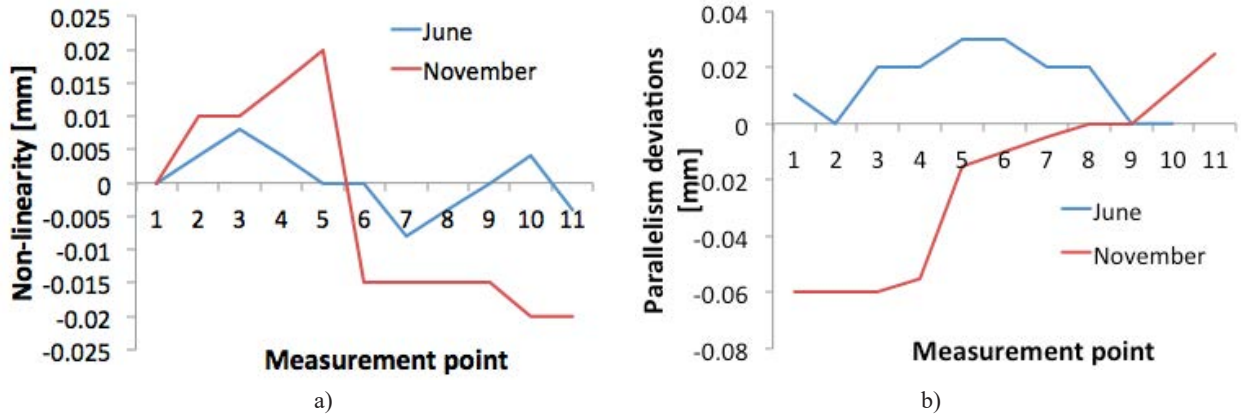 0.025
0.02
0.015
0.01
0.005
0
-0.005
-0.01
-0.015
-0.02
-0.025
Non-linearity [mm]
June
November
1 2 3 4 5 6 7 8 9 10 11
Measurement point
a)
0.04
0.02
0
-0.02
-0.04
-0.06
-0.08
Parallelism deviations
[mm]
1 2 3 4 5 6 7 8 9 10 11
June
November
Measurement point
b)